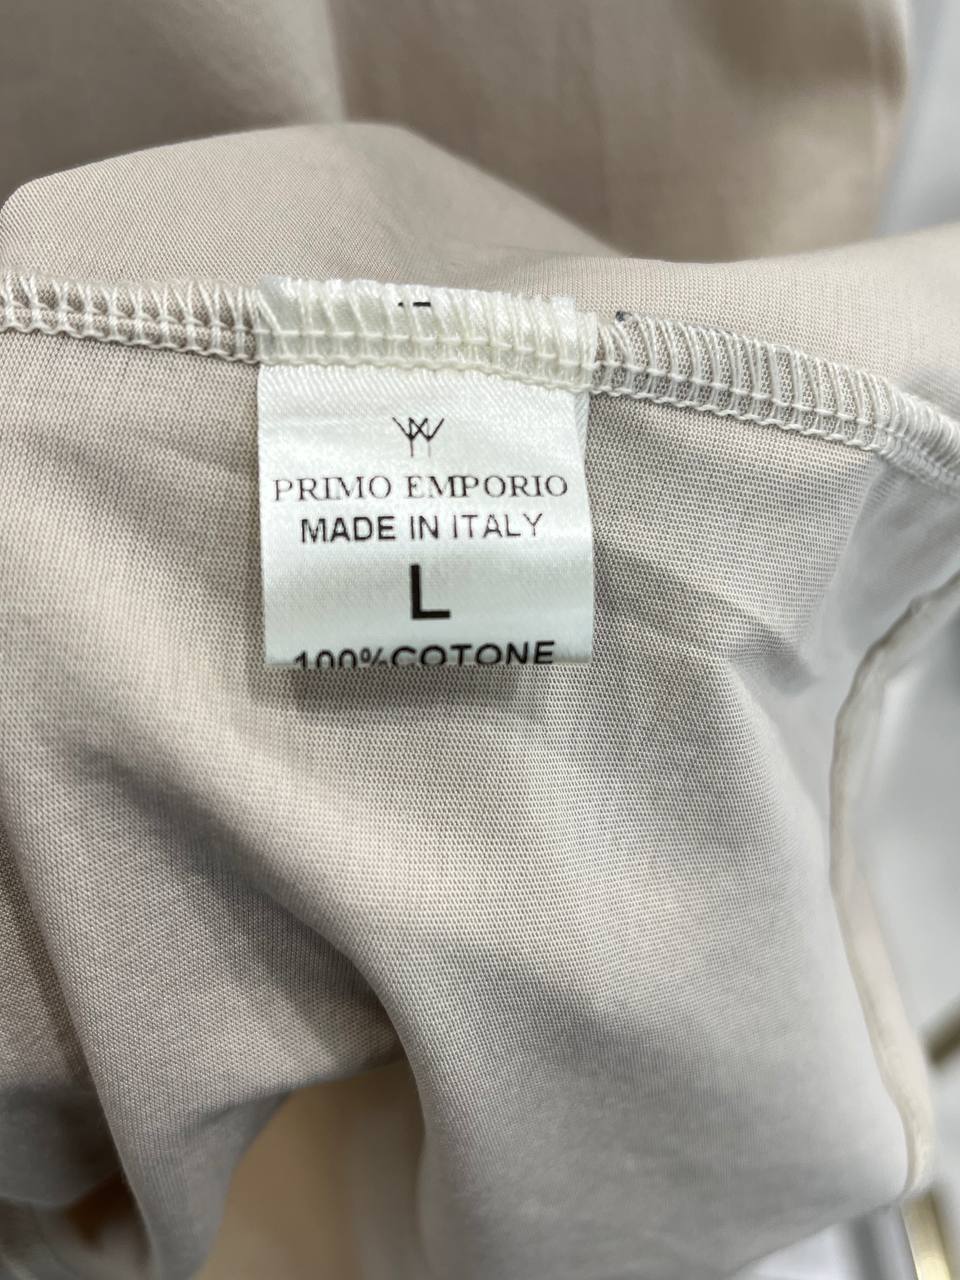 PRIMO EMPORIO
MADE IN ITALY
L
100%COTONE